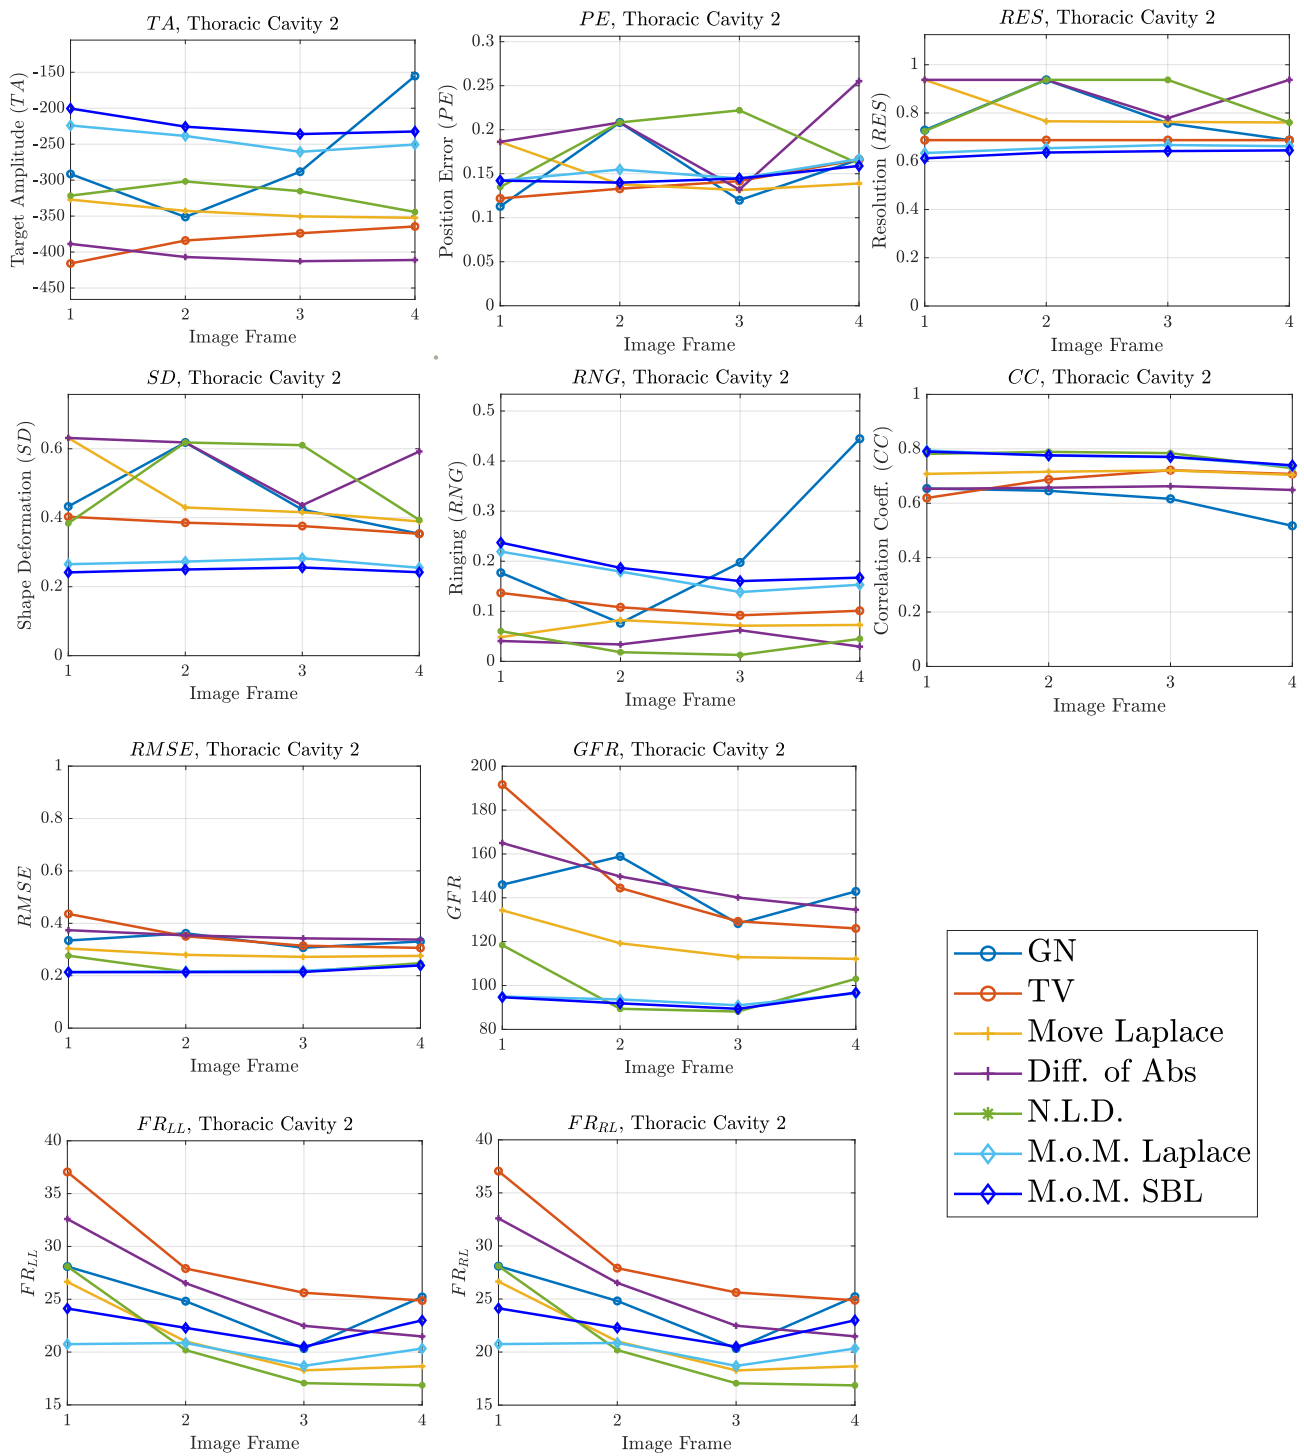 TA, Thoracic Cavity 2
-150
-200
-250
-300
-350
-400
-450
Target Amplitude (TA)
1 2 3 4
Image Frame
PE, Thoracic Cavity 2
0.3
0.25
0.2
0.15
0.1
0.05
0
Position Error (PE)
1 2 3 4
Image Frame
RES, Thoracic Cavity 2
1
0.8
0.6
0.4
0.2
0
Resolution (RES)
1 2 3 4
Image Frame
SD, Thoracic Cavity 2
0.6
0.4
0.2
0
Shape Deformation (SD)
1 2 3 4
Image Frame
RNG, Thoracic Cavity 2
0.5
0.4
0.3
0.2
0.1
0
Ringing (RNG)
1 2 3 4
Image Frame
CC, Thoracic Cavity 2
1
0.8
0.6
0.4
0.2
0
Correlation Coeff. (CC)
1 2 3 4
Image Frame
RMSE, Thoracic Cavity 2
1
0.8
0.6
0.4
0.2
0
RMSE
1 2 3 4
Image Frame
GFR, Thoracic Cavity 2
200
180
160
140
120
100
80
GFR
1 2 3 4
Image Frame
GN
TV
Move Laplace
Diff. of Abs
N.L.D.
M.o.M. Laplace
M.o.M. SBL
FR_LL, Thoracic Cavity 2
40
35
30
25
20
15
FR_LL
1 2 3 4
Image Frame
FR_RL, Thoracic Cavity 2
40
35
30
25
20
15
FR_RL
1 2 3 4
Image Frame